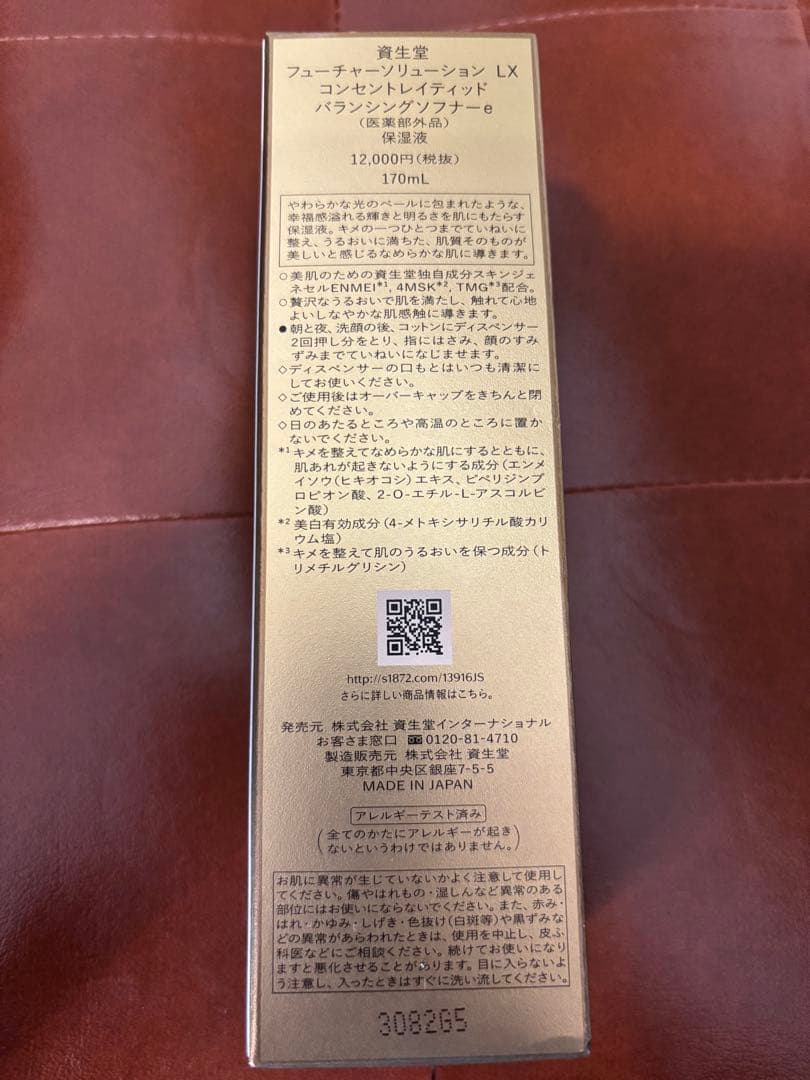 資生堂
フューチャーソリューション LX
コンセントレイティッド
バランシングソフナーe
（医薬部外品）
保湿液
12,000円（税抜）
170mL
やわらかな光のベールに包まれたような、
幸福感溢れる輝きと明るさを肌にもたらす
保湿液。キメの一つひとつまでていねいに
整え、うるおいに満ちた、肌質そのものが
美しいと感じるなめらかな肌に導きます。
○美肌のための資生堂独自成分スキンジェ
ネセルENMEI*1, 4MSK*2, TMG*3配合。
○贅沢なうるおいで肌を満たし、触れて心地
よいしなやかな肌感触に導きます。
●朝と夜、洗顔の後、コットンにディスペンサー
2回押し分をとり、指にはさみ、顔のすみ
ずみまでていねいになじませます。
◇ディスペンサーの口もとはいつも清潔に
してお使いください。
◇ご使用後はオーバーキャップをきちんと閉
めてください。
◇日のあたるところや高温のところに置か
ないでください。
*1 キメを整えてなめらかな肌にするとともに、
肌あれが起きないようにする成分（エンメ
イソウ（ヒキオコシ）エキス、ピペリジンプ
ロピオン酸、2-O-エチル-L-アスコルビ
ン酸）
*2 美白有効成分（4-メトキシサリチル酸カリ
ウム塩）
*3 キメを整えて肌のうるおいを保つ成分（ト
リメチルグリシン）
http://s1872.com/13916JS
さらに詳しい商品情報はこちら。
発売元 株式会社 資生堂インターナショナル
お客さま窓口 0120-81-4710
製造販売元 株式会社 資生堂
東京都中央区銀座7-5-5
MADE IN JAPAN
アレルギーテスト済み
（全てのかたにアレルギーが起き
ないというわけではありません。）
お肌に異常が生じていないかよく注意して使用し
てください。傷やはれもの・湿しんなど異常のある
部位にはお使いにならないでください。また、赤み・
はれ・かゆみ・しげき・色抜け（白斑等）や黒ずみな
どの異常があらわれたときは、使用を中止し、皮ふ
科医などにご相談ください。続けてお使いになり
ますと悪化させることがあります。目に入らないよ
う注意し、入ったときはすぐに洗い流してください。
3082G5